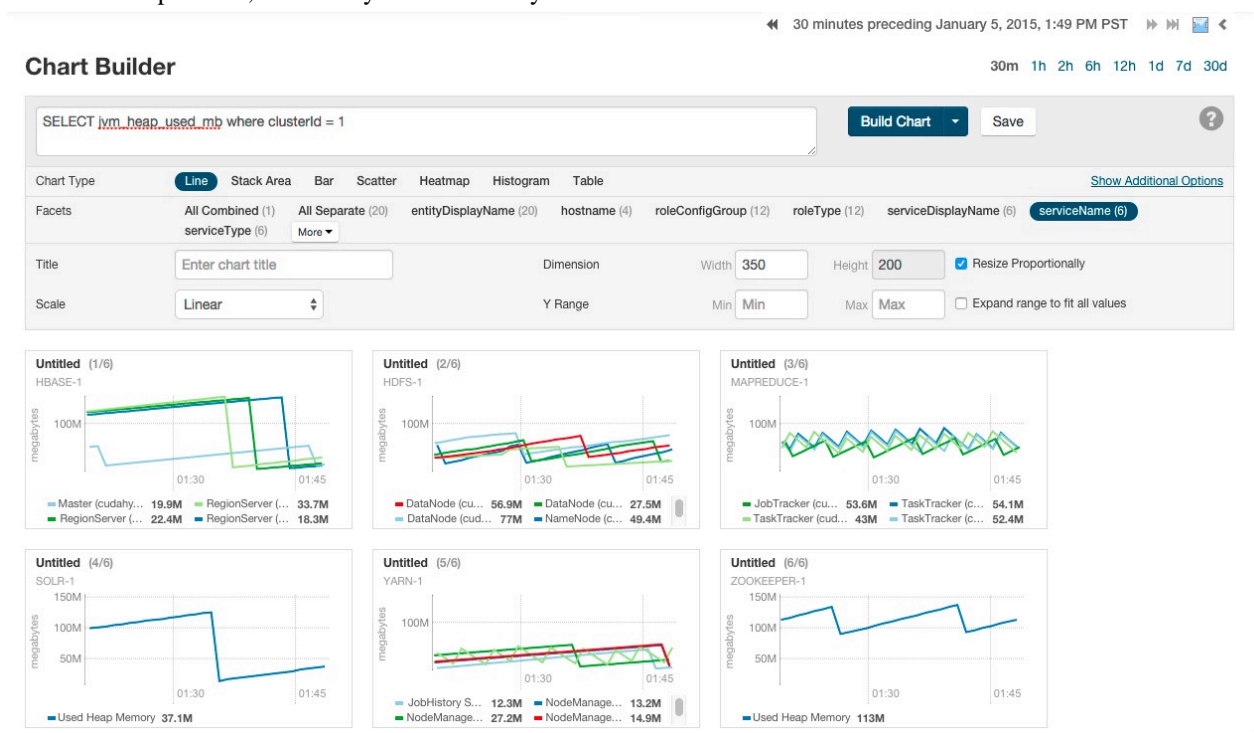 30 minutes preceding January 5, 2015, 1:49 PM PST
Chart Builder
30m 1h 2h 6h 12h 1d 7d 30d
SELECT jvm_heap_used_mb where clusterId = 1
Build Chart Save ?
Chart Type Line Stack Area Bar Scatter Heatmap Histogram Table Show Additional Options
Facets All Combined (1) All Separate (20) entityDisplayName (20) hostname (4) roleConfigGroup (12) roleType (12) serviceDisplayName (6) serviceName (6)
serviceType (6) More
Title Enter chart title Dimension Width 350 Height 200 Resize Proportionally
Scale Linear Y Range Min Min Max Max Expand range to fit all values
Untitled (1/6)
HBASE-1
megabytes
100M
01:30 01:45
Master (cudahy... 19.9M RegionServer (... 33.7M
RegionServer (... 22.4M RegionServer (... 18.3M
Untitled (2/6)
HDFS-1
megabytes
100M
01:30 01:45
DataNode (cu... 56.9M DataNode (cu... 27.5M
DataNode (cud... 77M NameNode (c... 49.4M
Untitled (3/6)
MAPREDUCE-1
megabytes
100M
01:30 01:45
JobTracker (cu... 53.6M TaskTracker (c... 54.1M
TaskTracker (cud... 43M TaskTracker (c... 52.4M
Untitled (4/6)
SOLR-1
megabytes
150M
100M
50M
01:30 01:45
Used Heap Memory 37.1M
Untitled (5/6)
YARN-1
megabytes
100M
01:30 01:45
JobHistory S... 12.3M NodeManage... 13.2M
NodeManage... 27.2M NodeManage... 14.9M
Untitled (6/6)
ZOOKEEPER-1
megabytes
150M
100M
50M
01:30 01:45
Used Heap Memory 113M